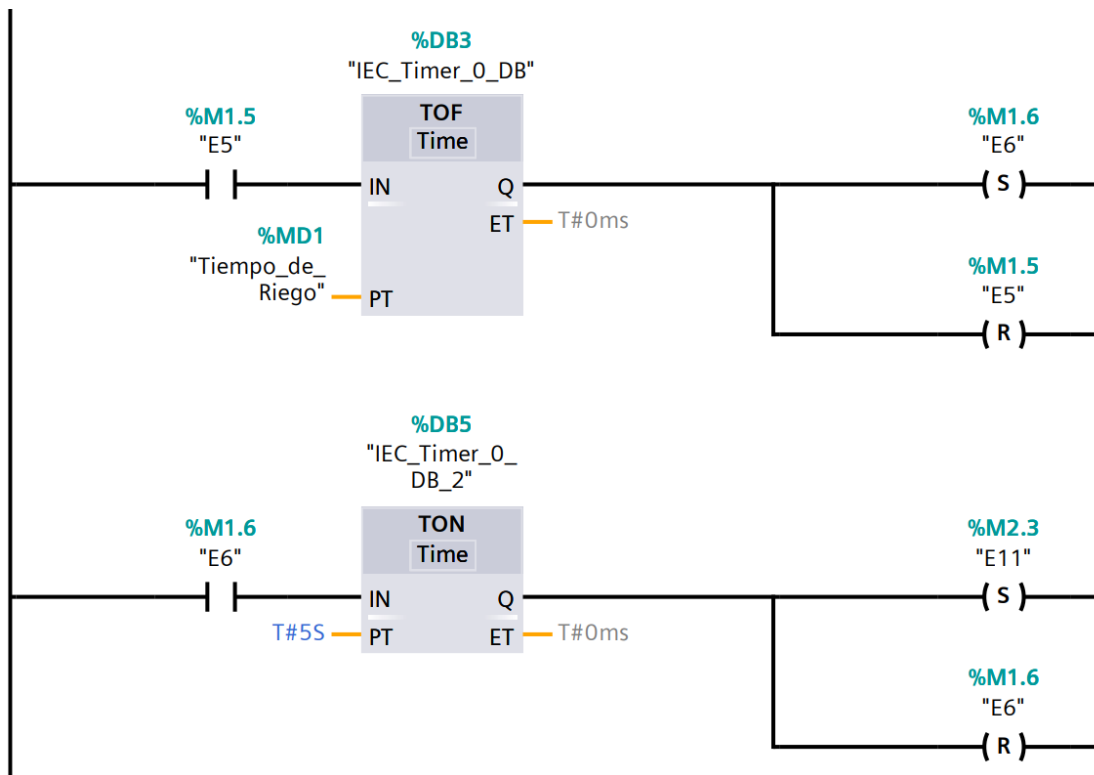 %DB3
"IEC_Timer_0_DB"
%M1.5
"E5"
TOF
Time
%M1.6
"E6"
IN
Q
S
ET
T#0ms
%MD1
"Tiempo_de_
Riego"
PT
%M1.5
"E5"
R
%DB5
"IEC_Timer_0_
DB_2"
%M1.6
"E6"
TON
Time
%M2.3
"E11"
IN
Q
S
T#5S
PT
ET
T#0ms
%M1.6
"E6"
R